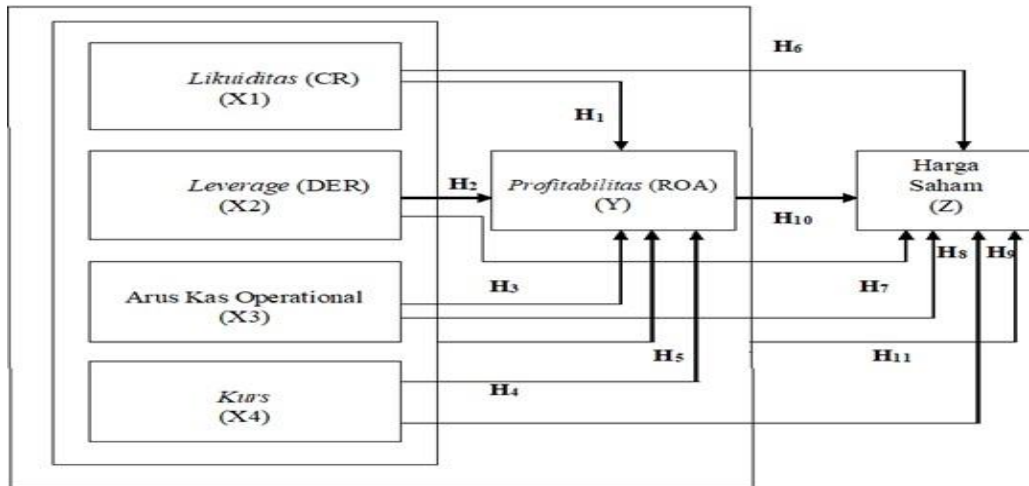 H6
Likuiditas (CR)
(X1)
H1
Leverage (DER)
(X2)
H2
Profitabilitas (ROA)
(Y)
H10
Harga
Saham
(Z)
H8
H9
Arus Kas Operational
(X3)
H3
H7
H5
H11
Kurs
(X4)
H4